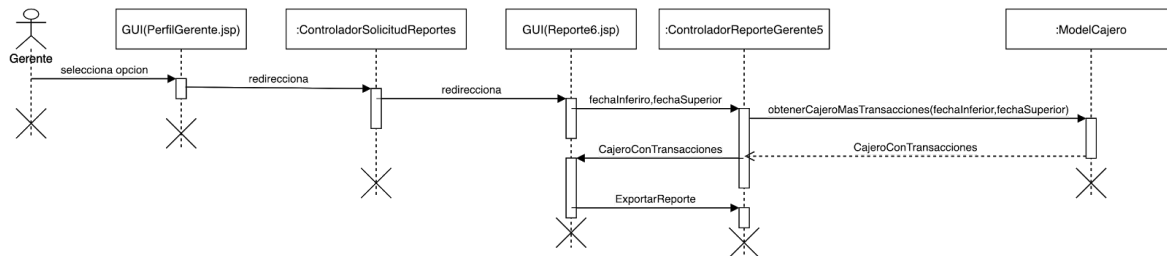 GUI(PerfilGerente.jsp)
:ControladorSolicitudReportes
GUI(Reporte6.jsp)
:ControladorReporteGerente5
:ModelCajero
Gerente
selecciona opcion
redirecciona
redirecciona
fechaInferiro,fechaSuperior
obtenerCajeroMasTransacciones(fechaInferior,fechaSuperior)
CajeroConTransacciones
CajeroConTransacciones
ExportarReporte